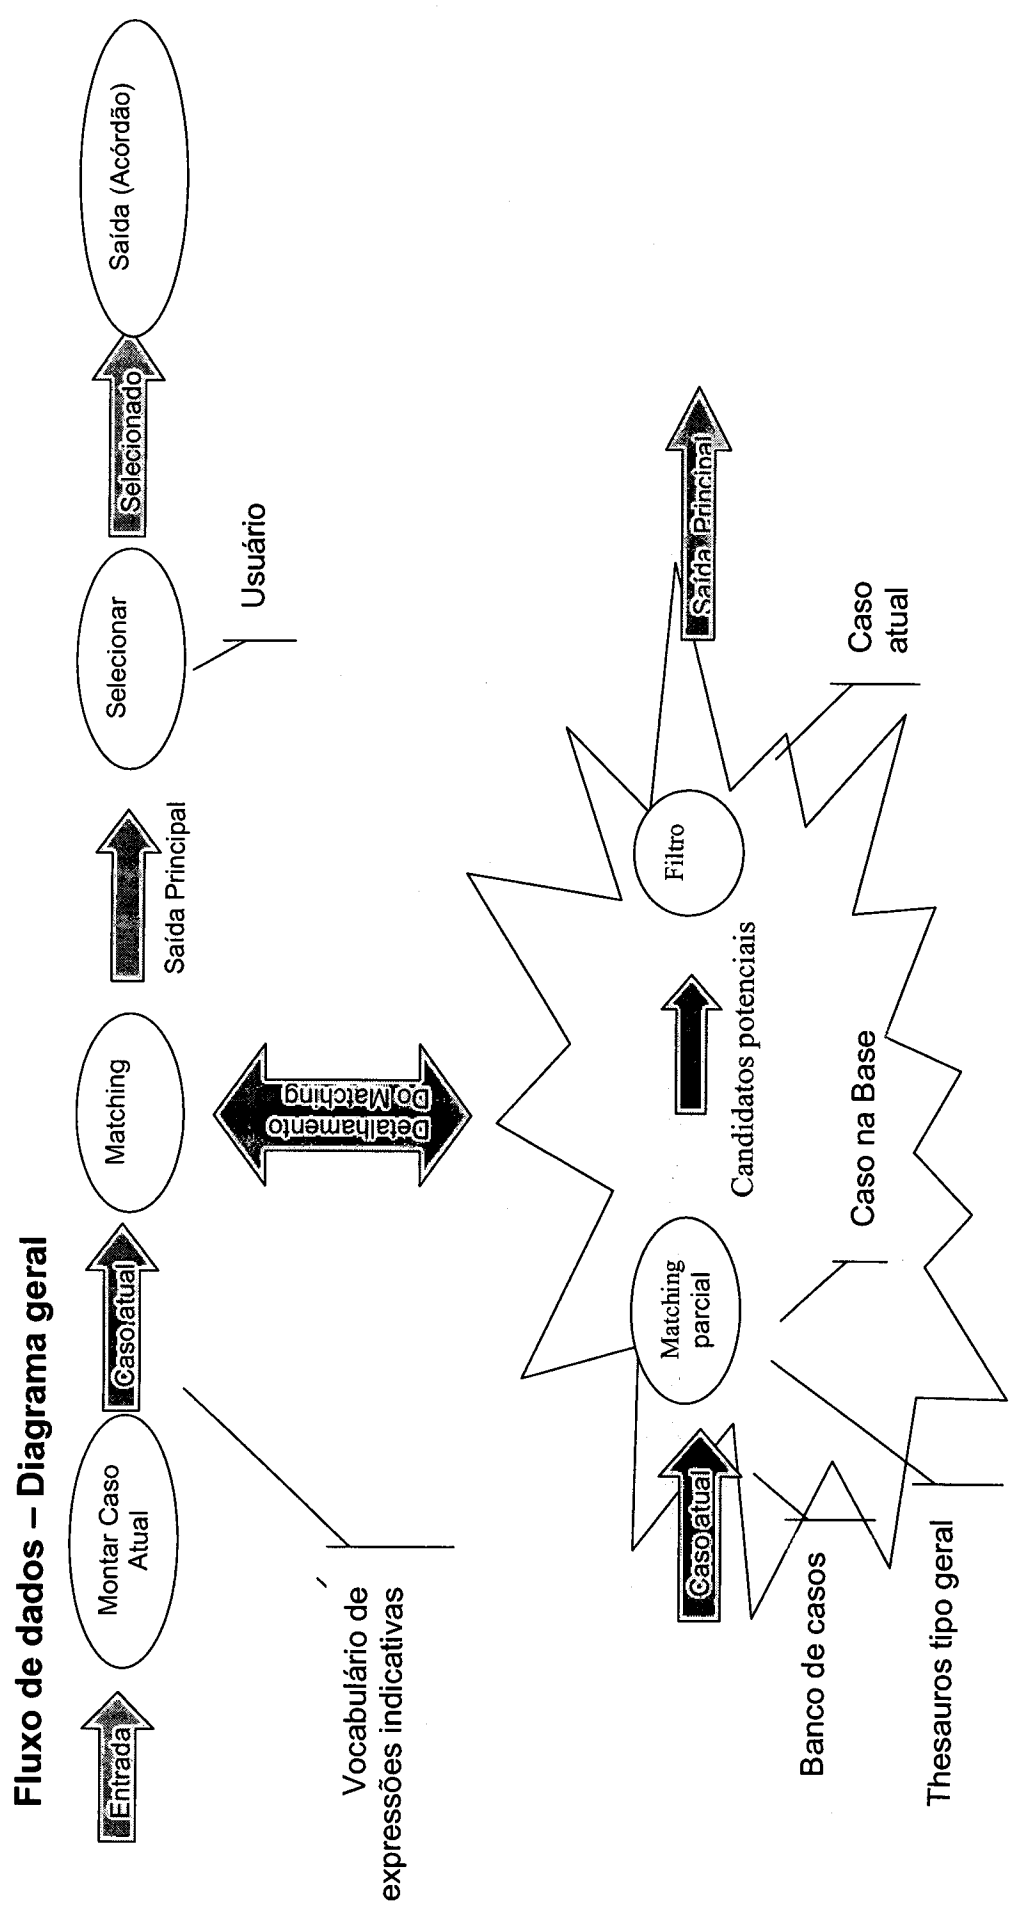 Fluxo de dados – Diagrama geral
Entrada
Montar Caso
Atual
Caso atual
Matching
Saída Principal
Selecionar
Selecionado
Saída (Acórdão)
Usuário
Vocabulário de
expressões indicativas
Detalhamento
Do Matching
Caso atual
Matching
parcial
Candidatos potenciais
Filtro
Saída Principal
Caso
atual
Caso na Base
Banco de casos
Thesauros tipo geral